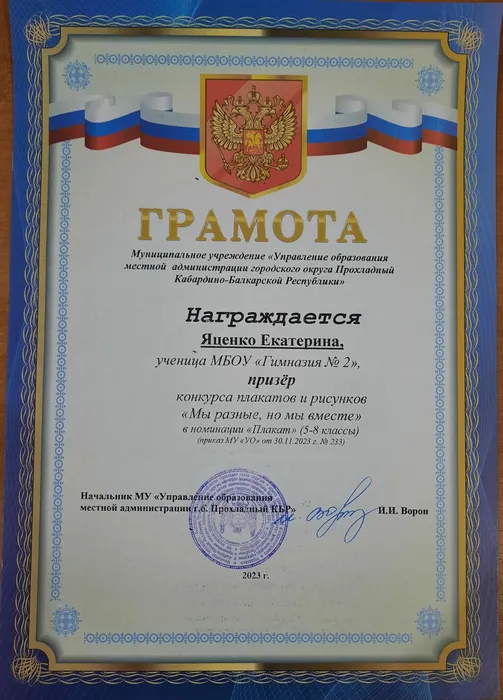 ГРАМОТА
Муниципальное учреждение «Управление образования
местной администрации городского округа Прохладный
Кабардино-Балкарской Республики»
Награждается
Яценко Екатерина,
ученица МБОУ «Гимназия № 2»,
призёр
конкурса плакатов и рисунков
«Мы разные, но мы вместе»
в номинации «Плакат» (5-8 классы)
(приказ МУ «УО» от 30.11.2023 г. № 233)
Начальник МУ «Управление образования
местной администрации г.о. Прохладный КБР»
И.И. Ворон
2023 г.